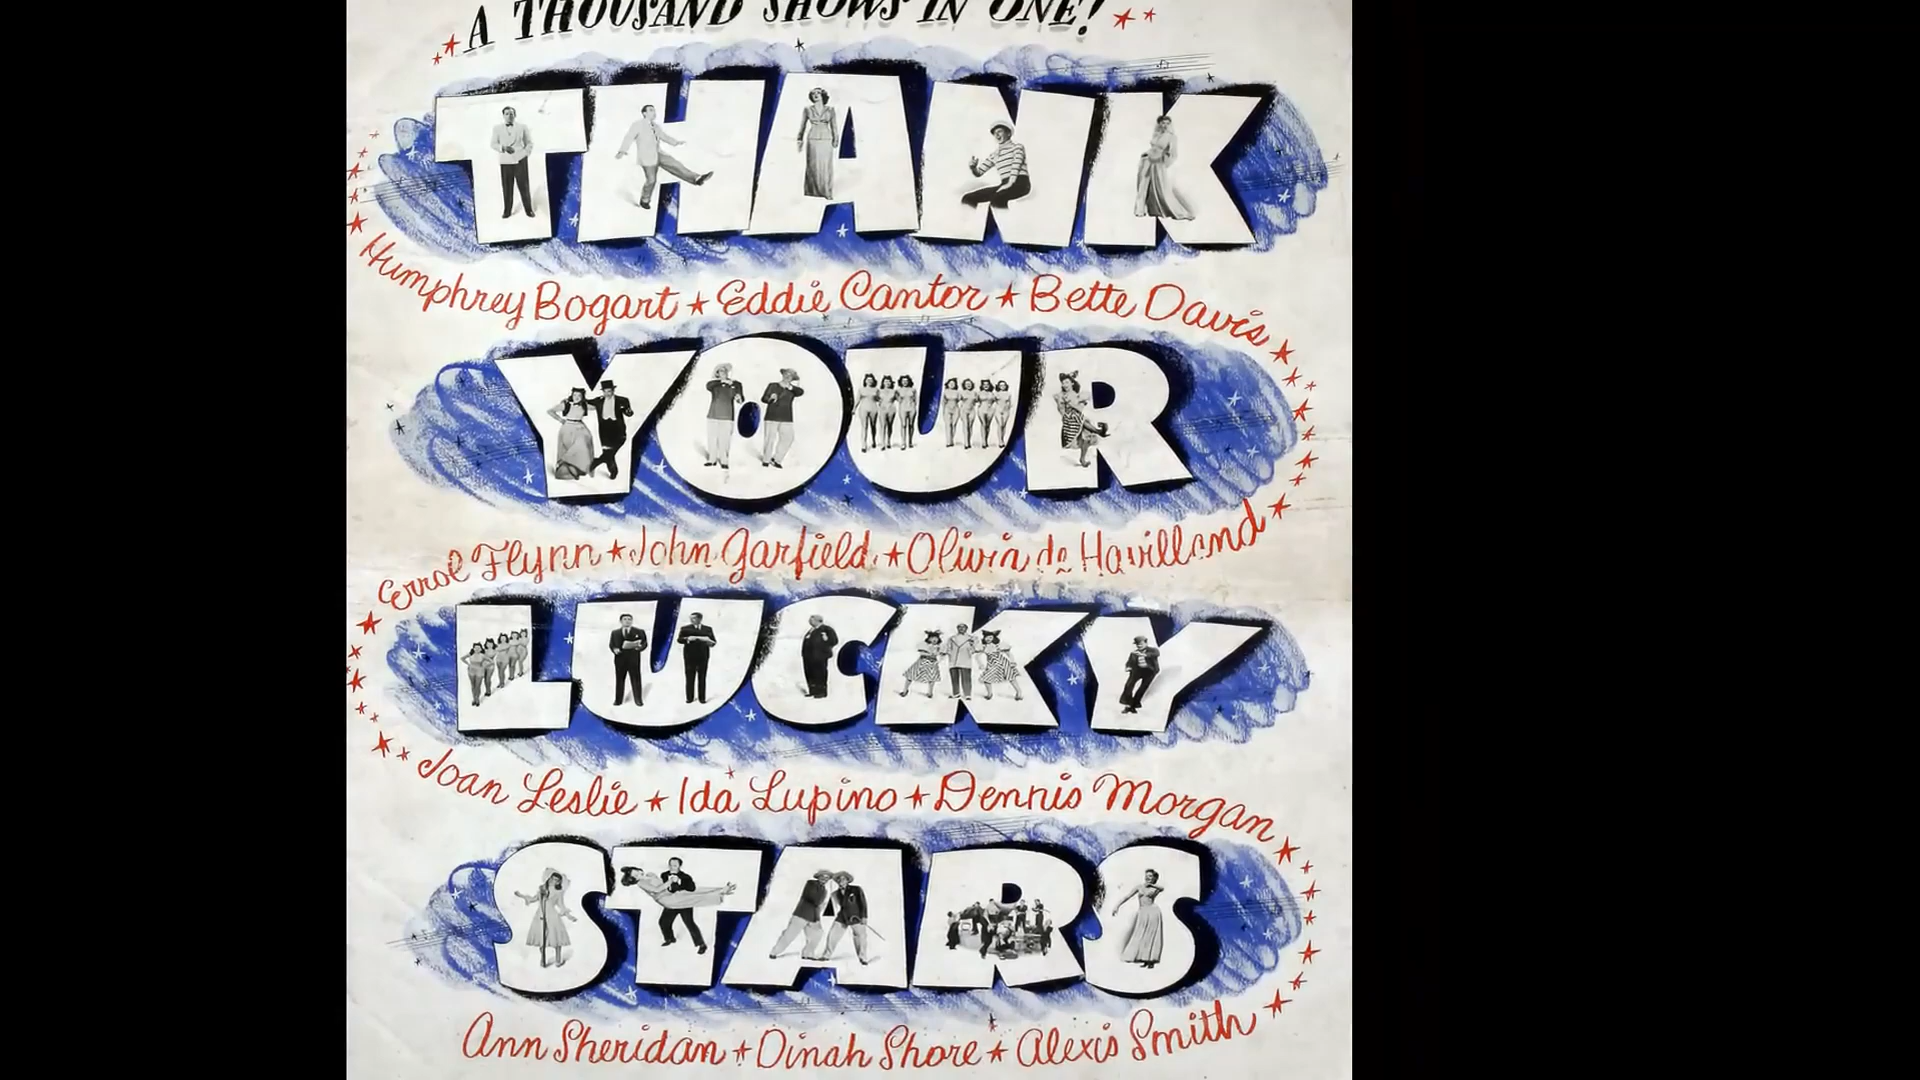 A THOUSAND SHOWS IN ONE!
THANK
Humphrey Bogart ★ Eddie Cantor ★ Bette Davis
YOUR
Errol Flynn ★ John Garfield ★ Olivia de Havilland
LUCKY
Joan Leslie ★ Ida Lupino ★ Dennis Morgan
STARS
Ann Sheridan ★ Dinah Shore ★ Alexis Smith